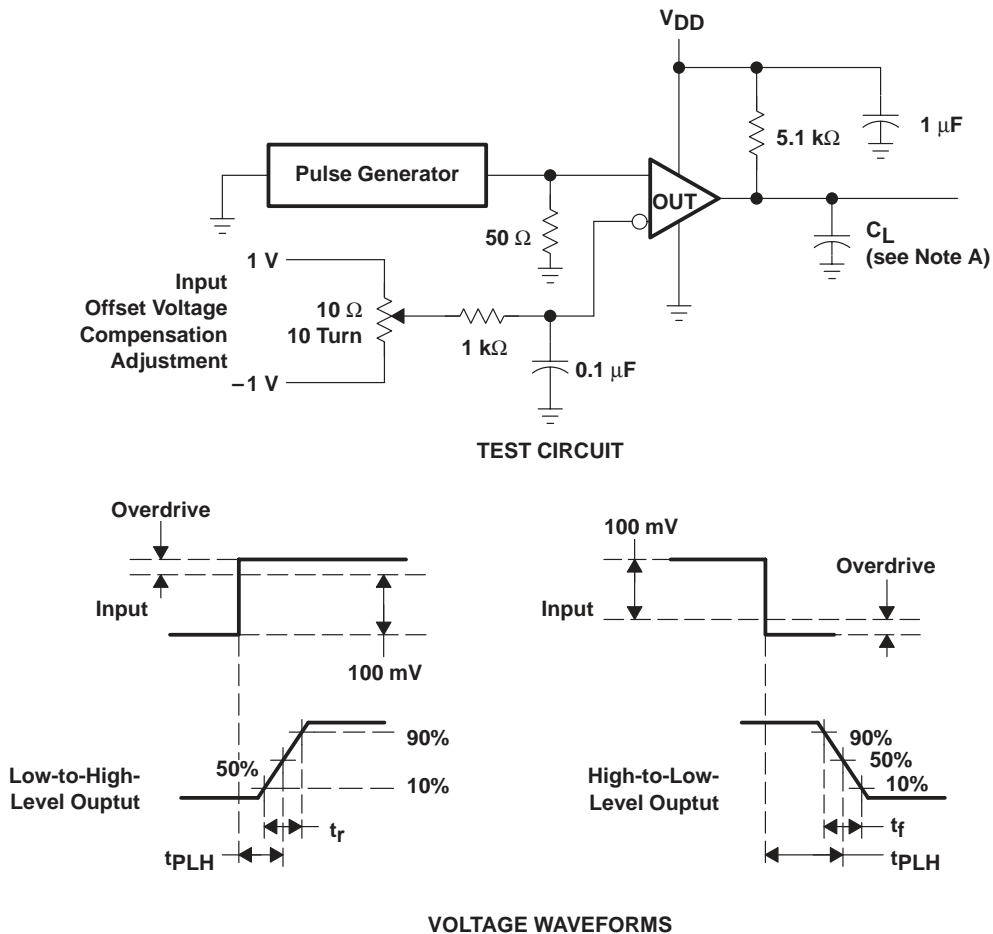 VDD
1 μF
5.1 kΩ
Pulse Generator
OUT
50 Ω
CL
(see Note A)
1 V
Input
Offset Voltage
Compensation
Adjustment
10 Ω
10 Turn
1 kΩ
0.1 μF
−1 V
TEST CIRCUIT
Overdrive
Input
100 mV
100 mV
Overdrive
Input
Low-to-High-
Level Ouptut
50%
90%
10%
tr
tPLH
High-to-Low-
Level Ouptut
90%
50%
10%
tf
tPLH
VOLTAGE WAVEFORMS